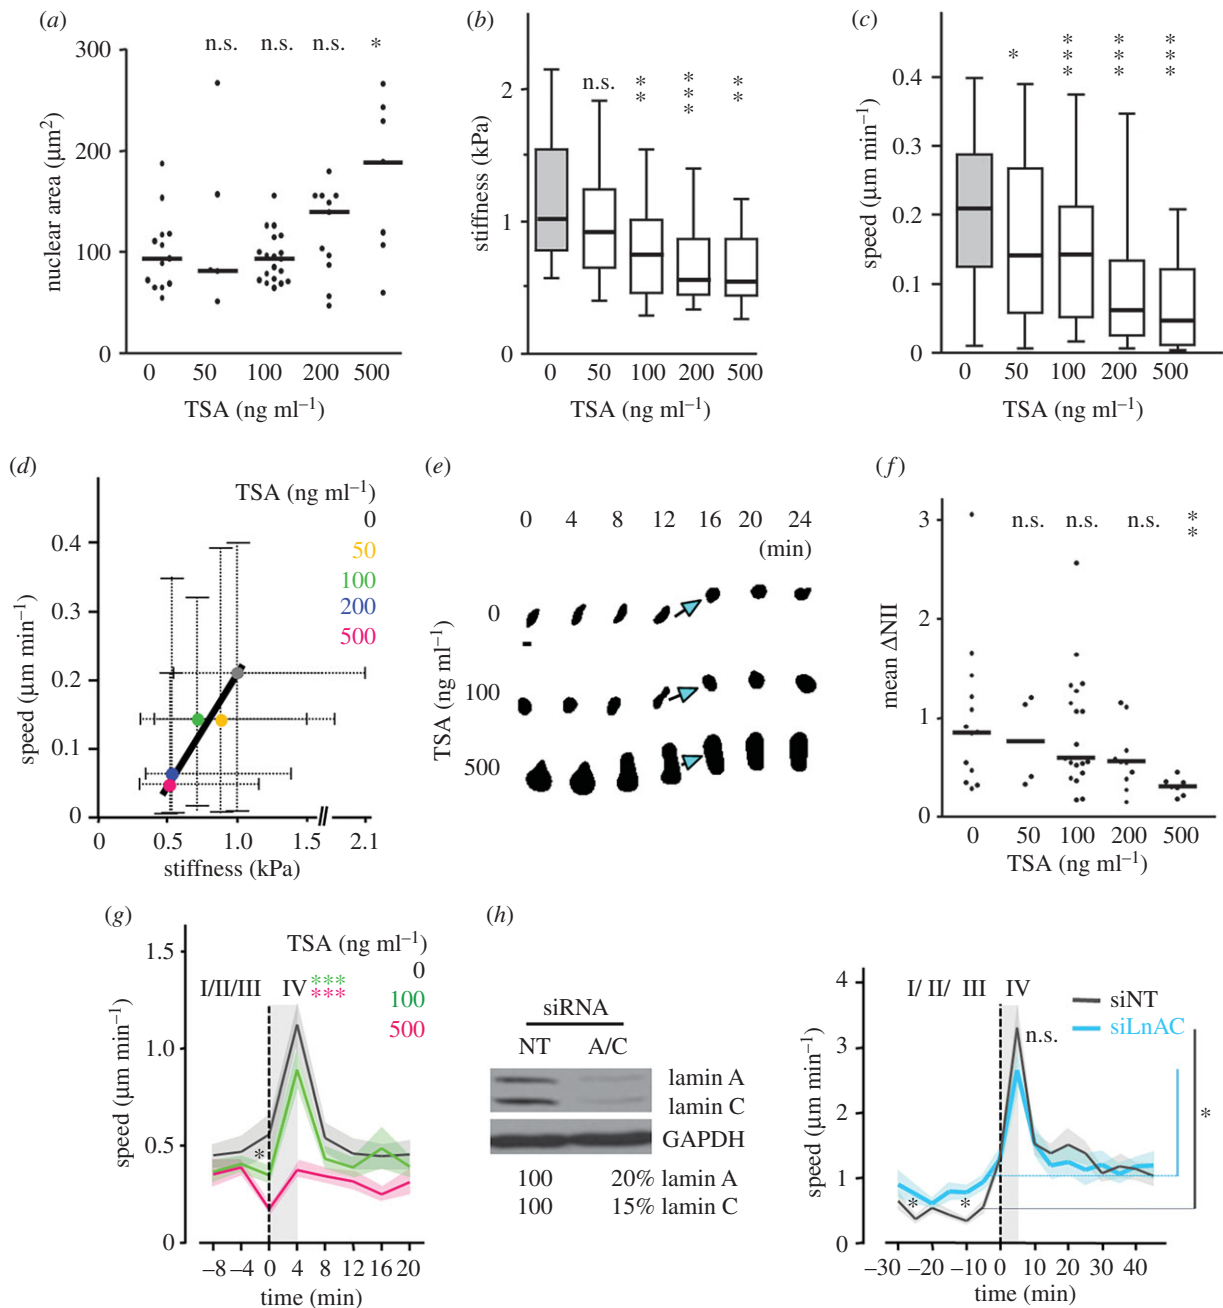 (a)
n.s. n.s. n.s. *
300
200
100
0
nuclear area (µm²)
0 50 100 200 500
TSA (ng ml⁻¹)
(b)
n.s. ** *** **
2
1
0
stiffness (kPa)
0 50 100 200 500
TSA (ng ml⁻¹)
(c)
* *** *** ***
0.4
0.3
0.2
0.1
0
speed (µm min⁻¹)
0 50 100 200 500
TSA (ng ml⁻¹)
(d)
TSA (ng ml⁻¹)
0
50
100
200
500
0.4
0.3
0.2
0.1
0
speed (µm min⁻¹)
0 0.5 1.0 1.5 2.1
stiffness (kPa)
(e)
0 4 8 12 16 20 24
(min)
0
100
500
TSA (ng ml⁻¹)
(f)
n.s. n.s. n.s. **
3
2
1
0
mean ΔNII
0 50 100 200 500
TSA (ng ml⁻¹)
(g)
TSA (ng ml⁻¹)
0
100
500
I/II/III IV ***
***
*
1.5
1.0
0.5
0
speed (µm min⁻¹)
−8 −4 0 4 8 12 16 20
time (min)
(h)
siRNA
NT A/C
lamin A
lamin C
GAPDH
100 20% lamin A
100 15% lamin C
I/ II/ III IV
siNT
siLnAC
n.s.
*
* *
4
3
2
1
0
speed (µm min⁻¹)
−30 −20 −10 0 10 20 30 40
time (min)